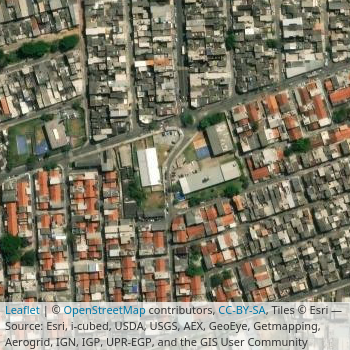 Leaflet | © OpenStreetMap contributors, CC-BY-SA, Tiles © Esri —
Source: Esri, i-cubed, USDA, USGS, AEX, GeoEye, Getmapping,
Aerogrid, IGN, IGP, UPR-EGP, and the GIS User Community